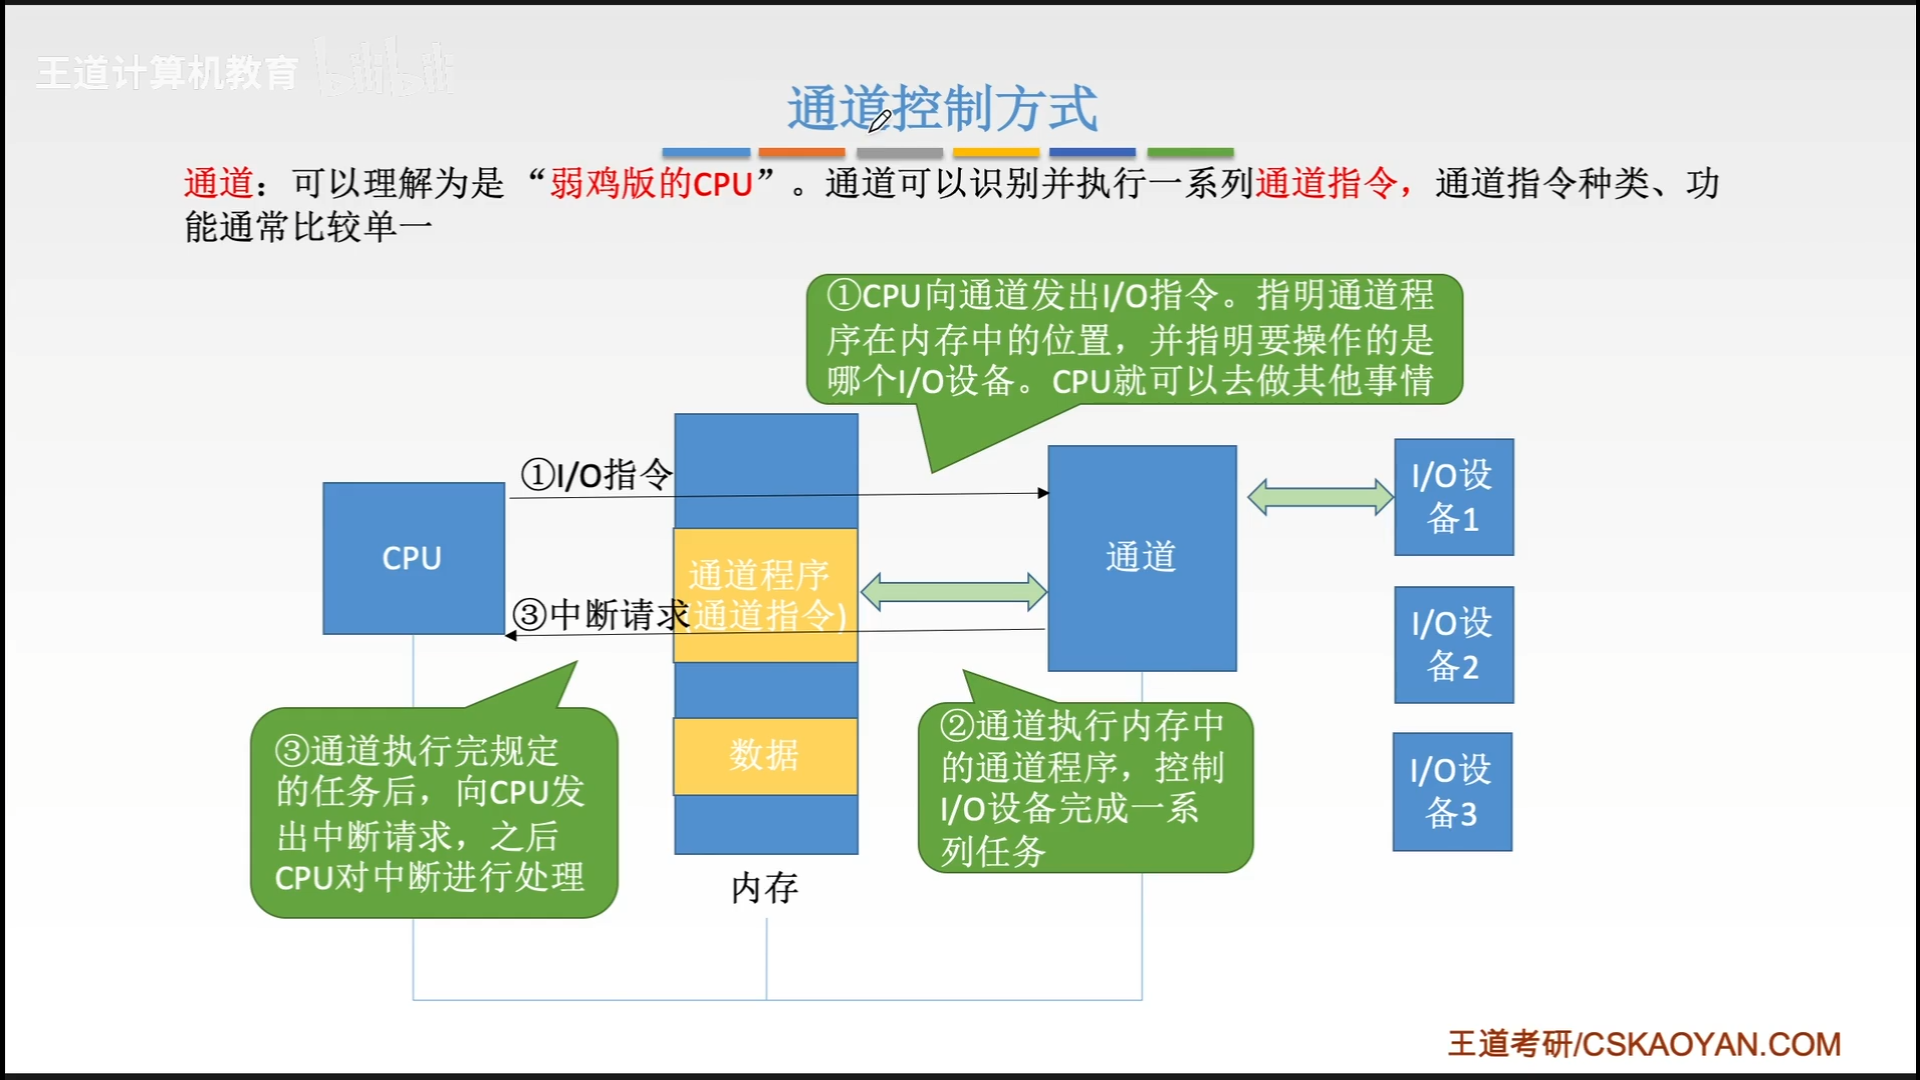 王道计算机教育 bilibili
通道控制方式
通道：可以理解为是“弱鸡版的CPU”。通道可以识别并执行一系列通道指令，通道指令种类、功
能通常比较单一
①CPU向通道发出I/O指令。指明通道程
序在内存中的位置，并指明要操作的是
哪个I/O设备。CPU就可以去做其他事情
①I/O指令
CPU
通道程序
(通道指令)
③中断请求
通道
I/O设
备1
I/O设
备2
I/O设
备3
数据
③通道执行完规定
的任务后，向CPU发
出中断请求，之后
CPU对中断进行处理
②通道执行内存中
的通道程序，控制
I/O设备完成一系
列任务
内存
王道考研/CSKAOYAN.COM